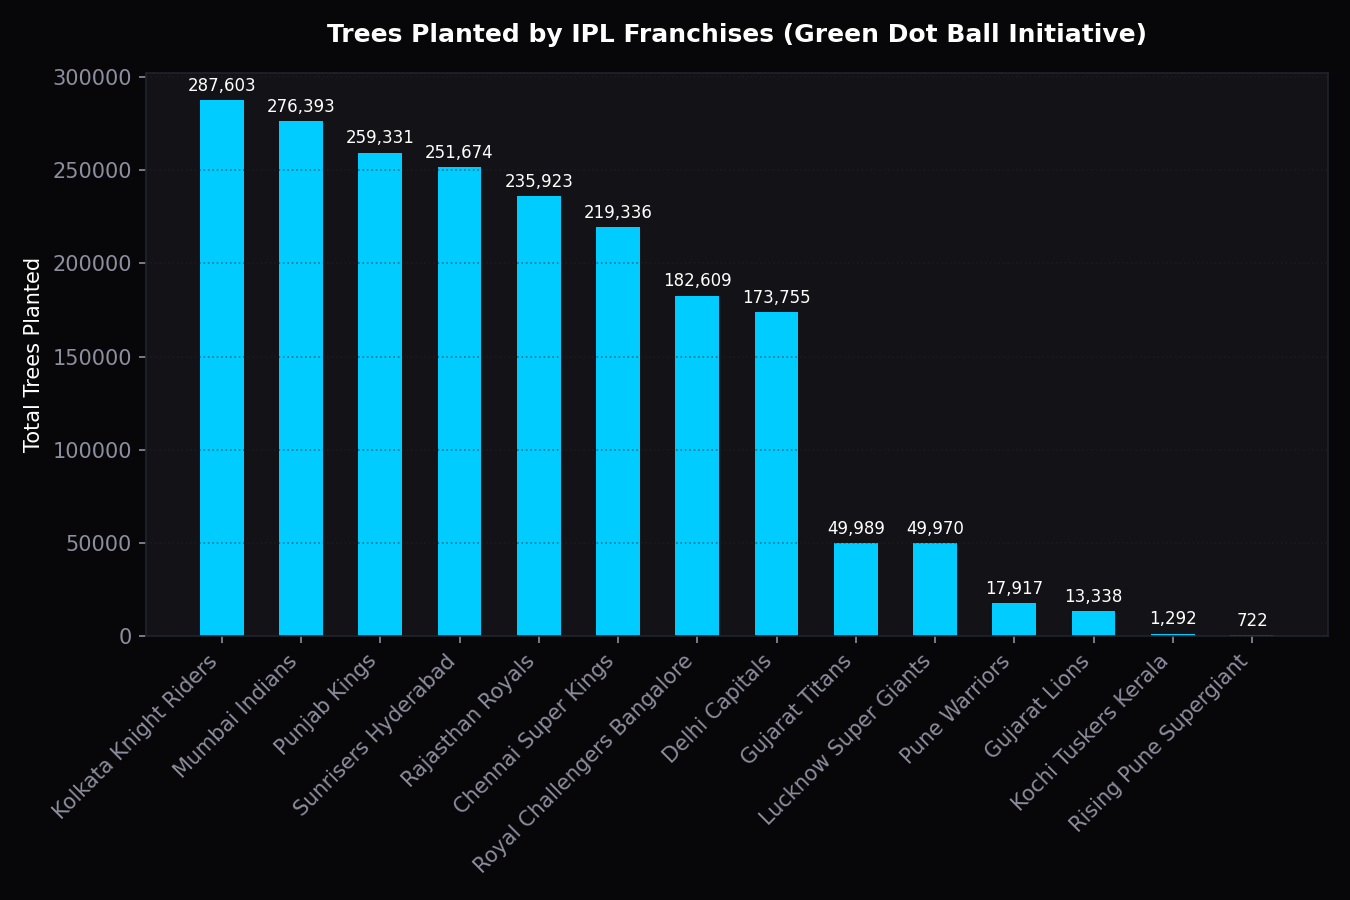 Trees Planted by IPL Franchises (Green Dot Ball Initiative)
Total Trees Planted
300000
250000
200000
150000
100000
50000
0
287,603
276,393
259,331
251,674
235,923
219,336
182,609
173,755
49,989
49,970
17,917
13,338
1,292
722
Kolkata Knight Riders
Mumbai Indians
Punjab Kings
Sunrisers Hyderabad
Rajasthan Royals
Chennai Super Kings
Royal Challengers Bangalore
Delhi Capitals
Gujarat Titans
Lucknow Super Giants
Pune Warriors
Gujarat Lions
Kochi Tuskers Kerala
Rising Pune Supergiant